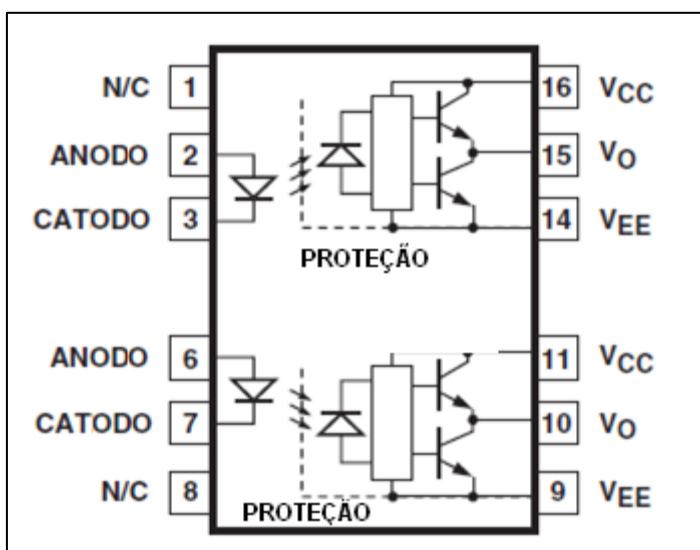 N/C 1 16 VCC
ANODO 2 15 VO
CATODO 3 14 VEE
PROTEÇÃO
ANODO 6 11 VCC
CATODO 7 10 VO
N/C 8 9 VEE
PROTEÇÃO